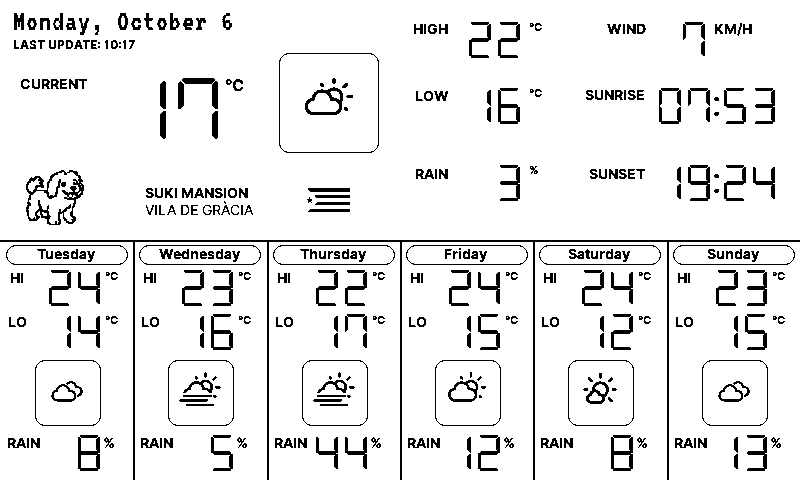 Monday, October 6
LAST UPDATE: 10:17
CURRENT 17 °C
HIGH 22 °C
WIND 7 KM/H
LOW 16 °C
SUNRISE 07:53
RAIN 3 %
SUNSET 19:24
SUKI MANSION
VILA DE GRÀCIA
Tuesday
HI 24 °C
LO 14 °C
RAIN 8 %
Wednesday
HI 23 °C
LO 16 °C
RAIN 5 %
Thursday
HI 22 °C
LO 17 °C
RAIN 44 %
Friday
HI 24 °C
LO 15 °C
RAIN 12 %
Saturday
HI 24 °C
LO 12 °C
RAIN 8 %
Sunday
HI 23 °C
LO 15 °C
RAIN 13 %